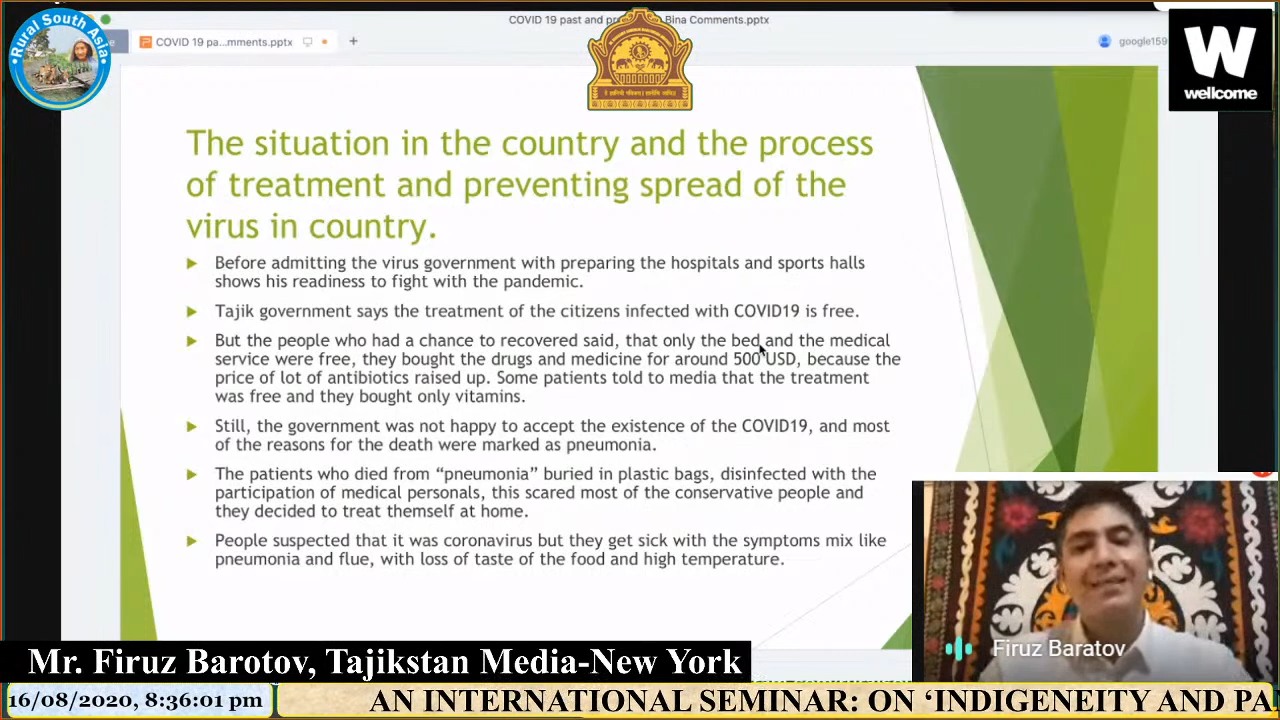 Rural South Asia
COVID 19 past and pr Bina Comments.pptx
COVID 19 pa...mments.pptx
+
google159
W
wellcome
The situation in the country and the process
of treatment and preventing spread of the
virus in country.
Before admitting the virus government with preparing the hospitals and sports halls
shows his readiness to fight with the pandemic.
Tajik government says the treatment of the citizens infected with COVID19 is free.
But the people who had a chance to recovered said, that only the bed and the medical
service were free, they bought the drugs and medicine for around 500 USD, because the
price of lot of antibiotics raised up. Some patients told to media that the treatment
was free and they bought only vitamins.
Still, the government was not happy to accept the existence of the COVID19, and most
of the reasons for the death were marked as pneumonia.
The patients who died from “pneumonia” buried in plastic bags, disinfected with the
participation of medical personals, this scared most of the conservative people and
they decided to treat themself at home.
People suspected that it was coronavirus but they get sick with the symptoms mix like
pneumonia and flue, with loss of taste of the food and high temperature.
Firuz Baratov
Mr. Firuz Barotov, Tajikstan Media-New York
16/08/2020, 8:36:01 pm
AN INTERNATIONAL SEMINAR: ON ‘INDIGENEITY AND PA